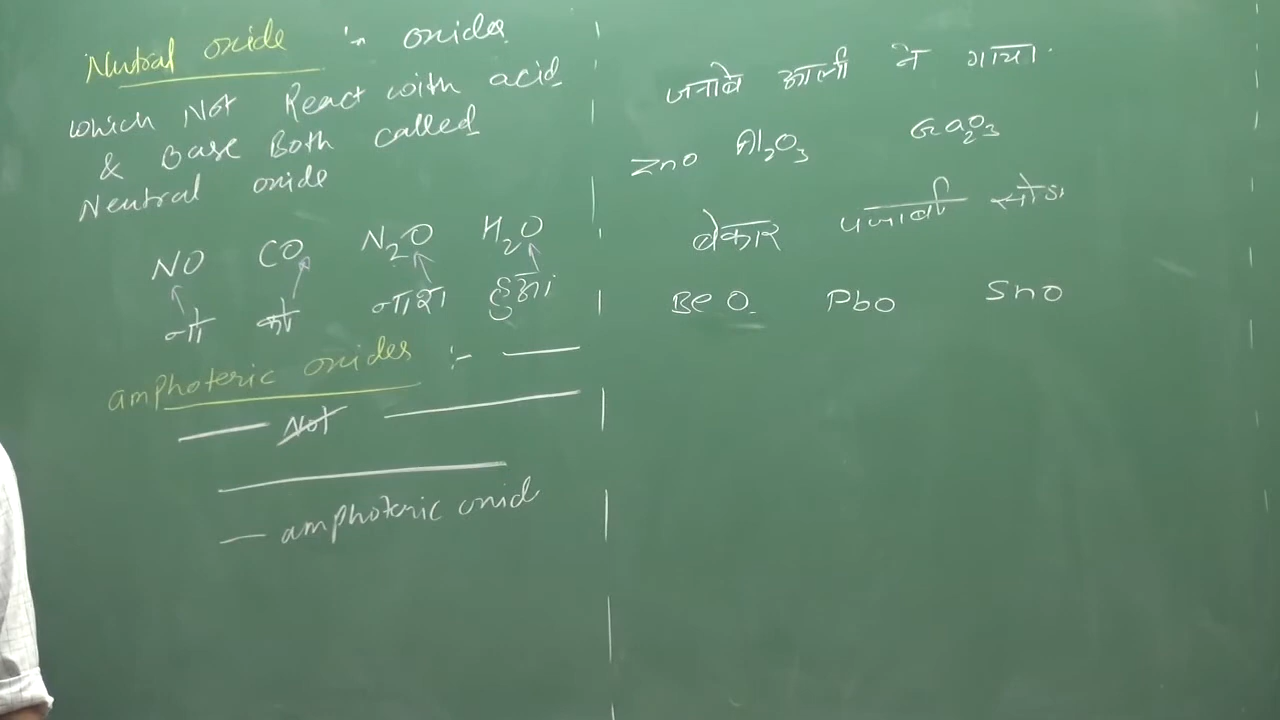 Neutral oxide :- oxides
which Not React with acid
& Base Both called
Neutral oxide
NO CO N₂O H₂O
ना का नाश हुआ
amphoteric oxides :-
Not
amphoteric oxid
जनाबे आली ने गाया
ZnO Al₂O₃ Ga₂O₃
बेकार पंजाबी
BeO PbO SnO